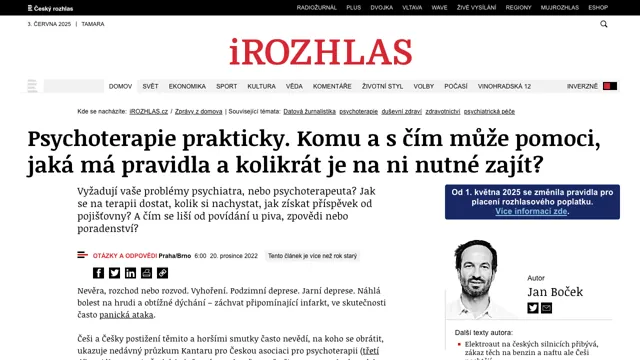 Český rozhlas
RADIOŽURNÁL PLUS DVOJKA VLTAVA WAVE ŽIVÉ VYSÍLÁNÍ REGIONY MUJROZHLAS ESHOP
3. ČERVNA 2025 | TAMARA
iROZHLAS
DOMOV SVĚT EKONOMIKA SPORT KULTURA VĚDA KOMENTÁŘE ŽIVOTNÍ STYL VOLBY POČASÍ VINOHRADSKÁ 12 INVERZNĚ
Kde se nacházíte: iROZHLAS.cz / Zprávy z domova | Související témata: Datová žurnalistika psychoterapie duševní zdraví zdravotnictví psychiatrická péče
Psychoterapie prakticky. Komu a s čím může pomoci,
jaká má pravidla a kolikrát je na ni nutné zajít?
Vyžadují vaše problémy psychiatra, nebo psychoterapeuta? Jak
se na terapii dostat, kolik si nachystat, jak získat příspěvek od
pojišťovny? A čím se liší od povídání u piva, zpovědi nebo
poradenství?
Od 1. května 2025 se změnila pravidla pro
placení rozhlasového poplatku.
Více informací zde.
OTÁZKY A ODPOVĚDI Praha/Brno 6:00 20. prosince 2022 Tento článek je více než rok starý
Autor
Jan Boček
Nevěra, rozchod nebo rozvod. Vyhoření. Podzimní deprese. Jarní deprese. Náhlá
bolest na hrudi a obtížné dýchání – záchvat připomínající infarkt, ve skutečnosti
často panická ataka.
Češi a Češky postižení těmito a horšími smutky často nevědí, na koho se obrátit,
ukazuje nedávný průzkum Kantaru pro Českou asociaci pro psychoterapii (třetí
Další texty autora:
Elektroaut na českých silnicích přibývá,
zákaz těch na benzin a naftu ale Češi